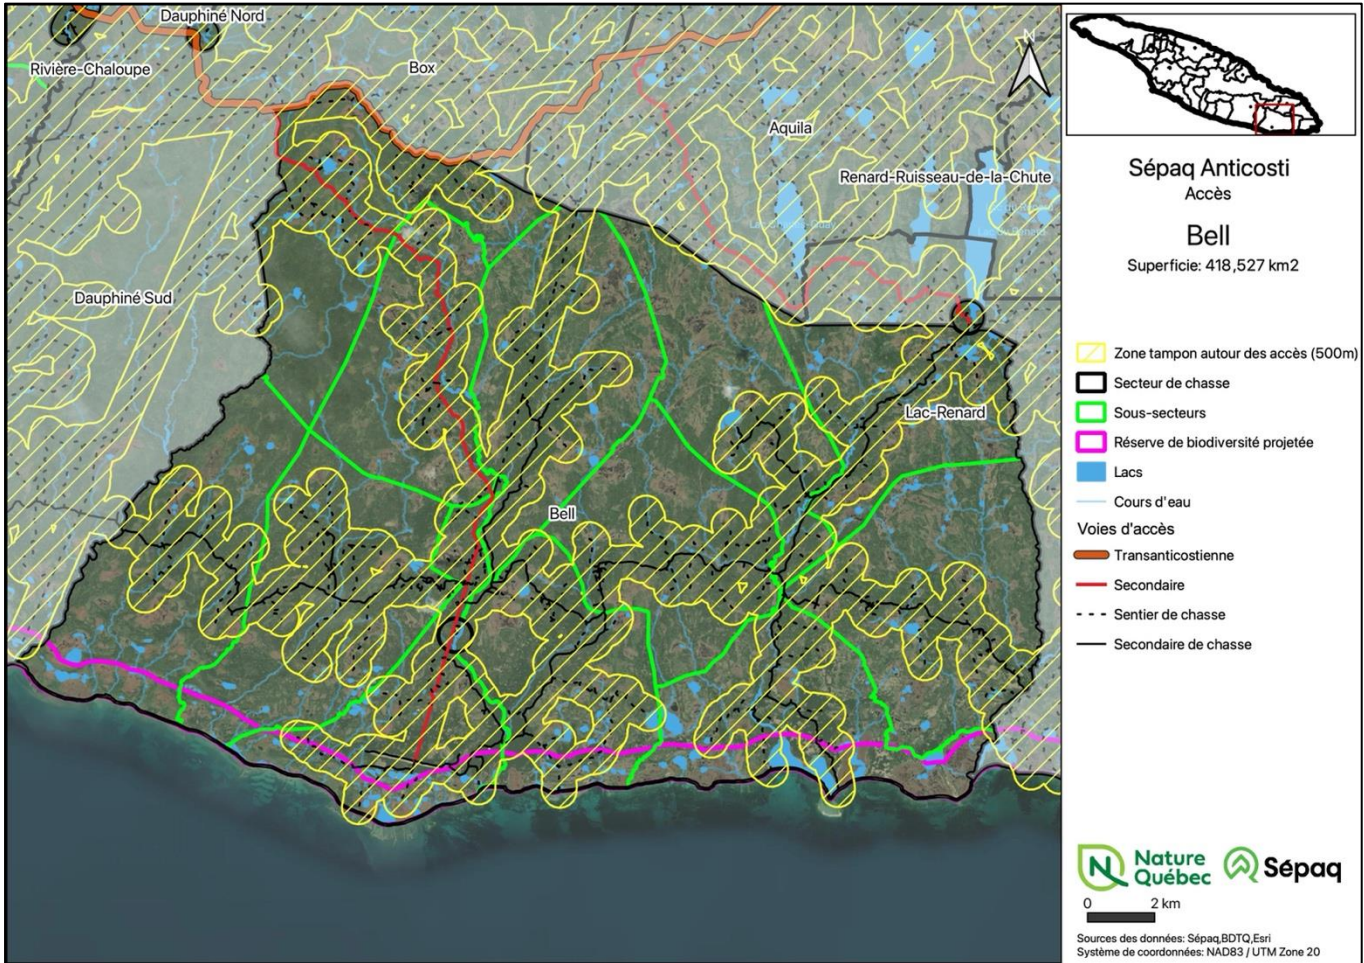 Dauphiné Nord
Rivière-Chaloupe
Box
Aquila
Renard-Ruisseau-de-la-Chute
Dauphiné Sud
Lac-Renard
Bell
N
Sépaq Anticosti
Accès
Bell
Superficie: 418,527 km2
Zone tampon autour des accès (500m)
Secteur de chasse
Sous-secteurs
Réserve de biodiversité projetée
Lacs
Cours d'eau
Voies d'accès
Transanticostienne
Secondaire
Sentier de chasse
Secondaire de chasse
Nature
Québec
Sépaq
0 2 km
Sources des données: Sépaq,BDTQ,Esri
Système de coordonnées: NAD83 / UTM Zone 20